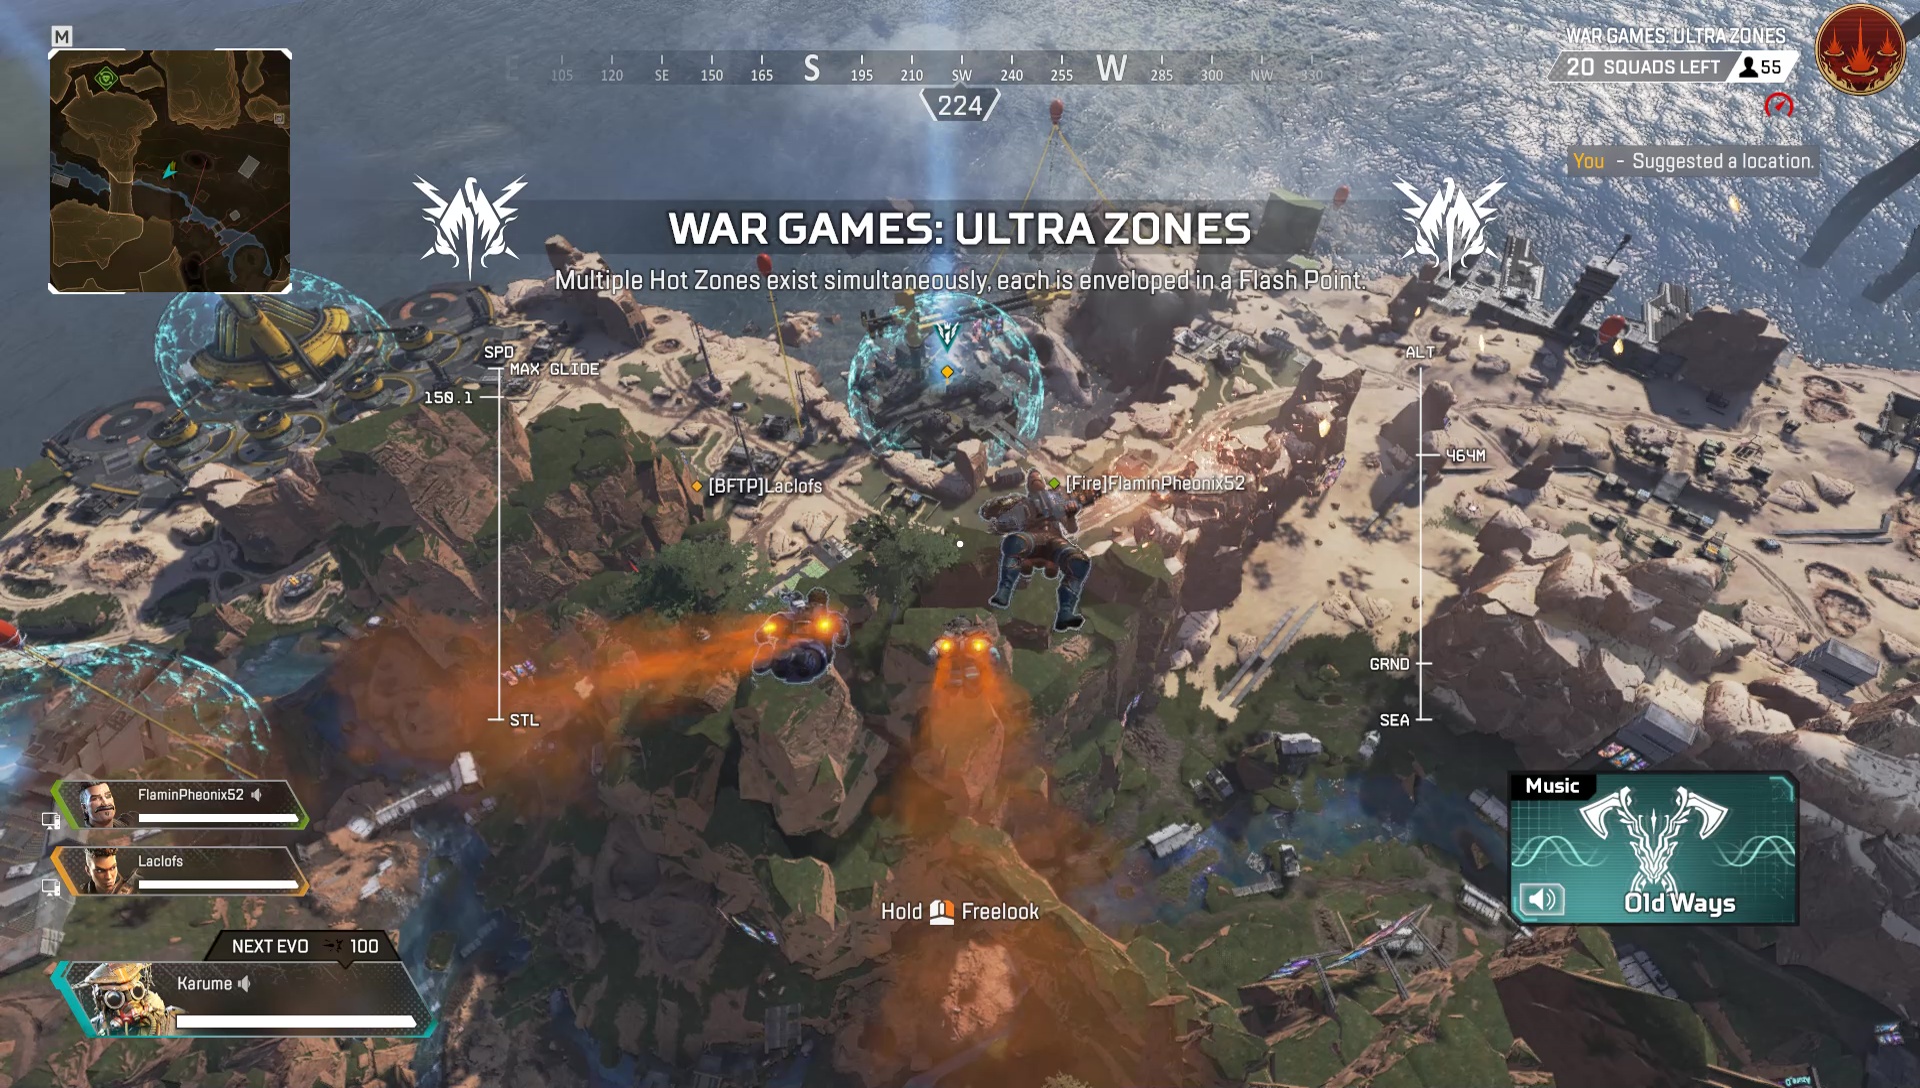 M
E 105 120 SE 150 165 S 195 210 SW 240 255 W 285 300 NW 330
224
WAR GAMES: ULTRA ZONES
20 SQUADS LEFT 55
You - Suggested a location.
WAR GAMES: ULTRA ZONES
Multiple Hot Zones exist simultaneously, each is enveloped in a Flash Point.
SPD
MAX GLIDE
150.1
STL
ALT
464M
GRND
SEA
[BFTP]Laclofs
[Fire]FlaminPheonix52
FlaminPheonix52
Laclofs
NEXT EVO 100
Karume
Hold Freelook
Music
Old Ways